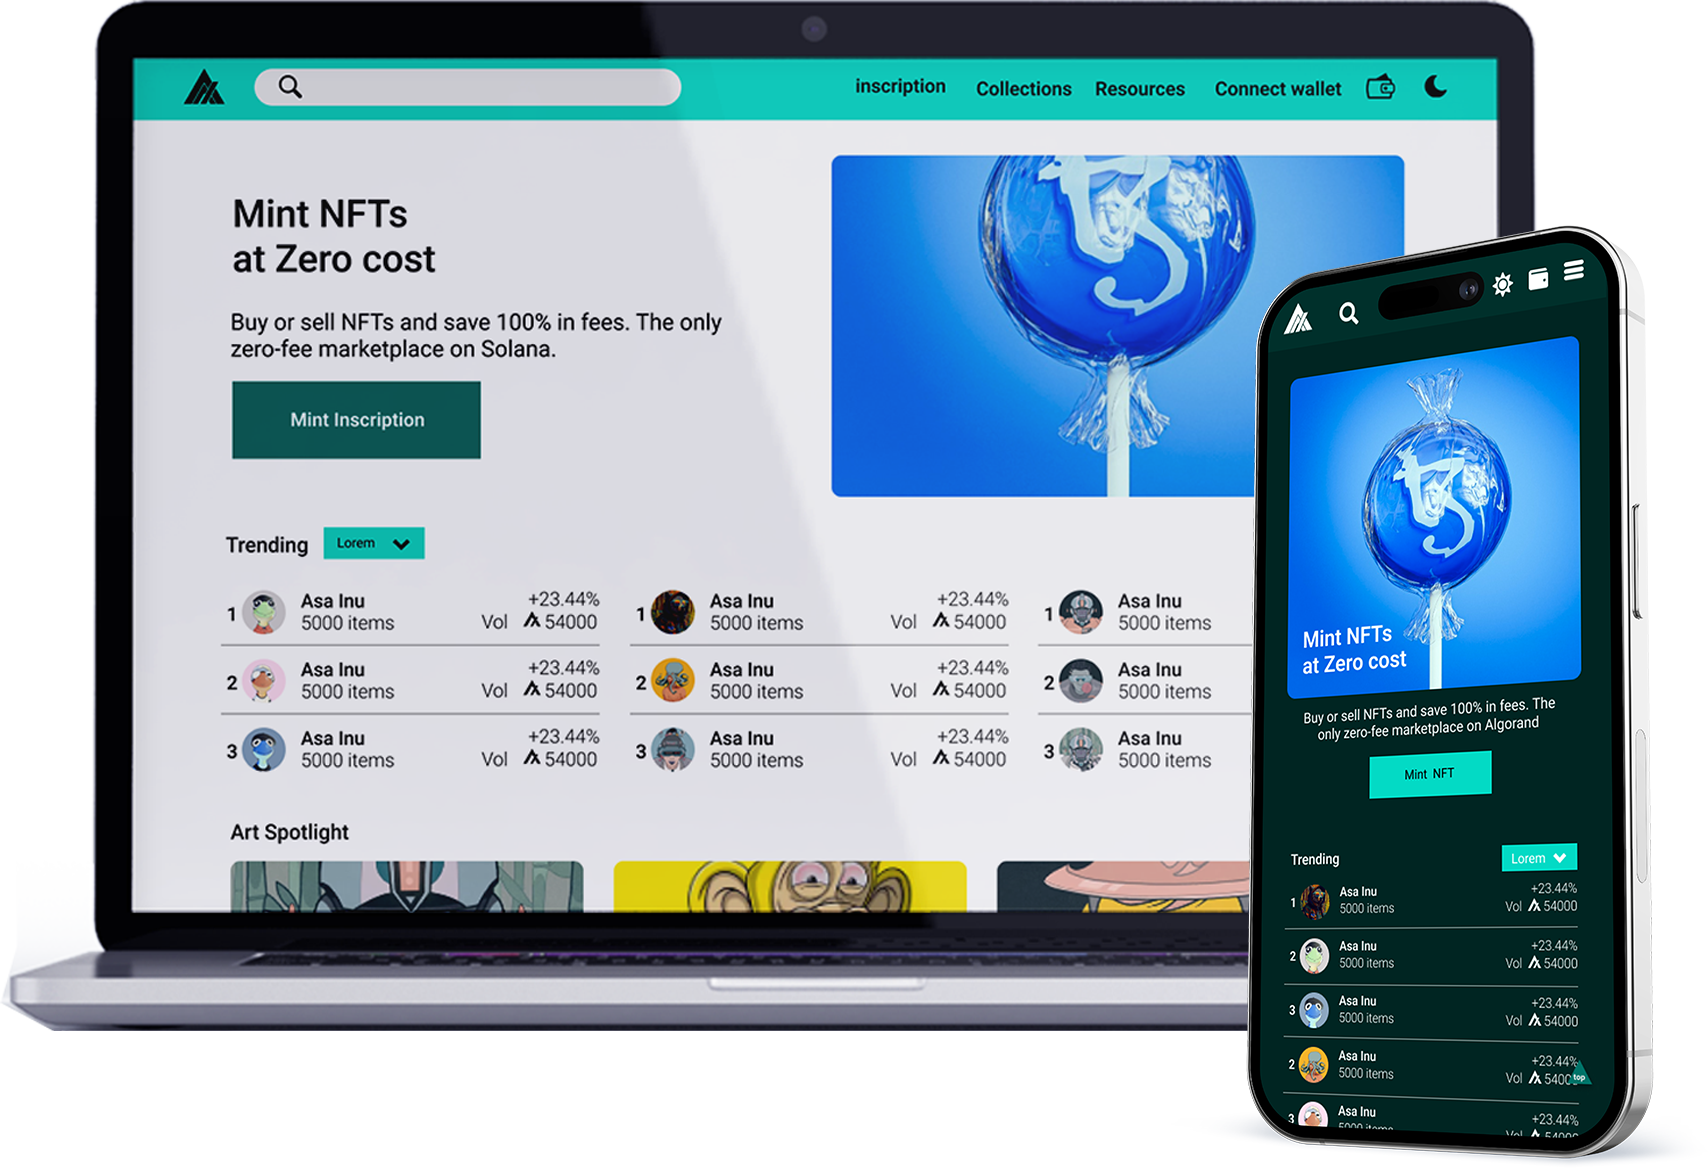 inscription
Collections
Resources
Connect wallet
Mint NFTs
at Zero cost
Buy or sell NFTs and save 100% in fees. The only
zero-fee marketplace on Solana.
Mint Inscription
Trending
Lorem
1 Asa Inu +23.44%
5000 items Vol 54000
1 Asa Inu +23.44%
5000 items Vol 54000
1 Asa Inu
5000 items
2 Asa Inu +23.44%
5000 items Vol 54000
2 Asa Inu +23.44%
5000 items Vol 54000
2 Asa Inu
5000 items
3 Asa Inu +23.44%
5000 items Vol 54000
3 Asa Inu +23.44%
5000 items Vol 54000
3 Asa Inu
5000 items
Art Spotlight
Mint NFTs
at Zero cost
Buy or sell NFTs and save 100% in fees. The
only zero-fee marketplace on Algorand
Mint NFT
Trending
Lorem
1 Asa Inu +23.44%
5000 items Vol 54000
2 Asa Inu +23.44%
5000 items Vol 54000
3 Asa Inu +23.44%
5000 items Vol 54000
2 Asa Inu +23.44%
5000 items Vol 5400
top
3 Asa Inu +23.44%
5000 items Vol 54000